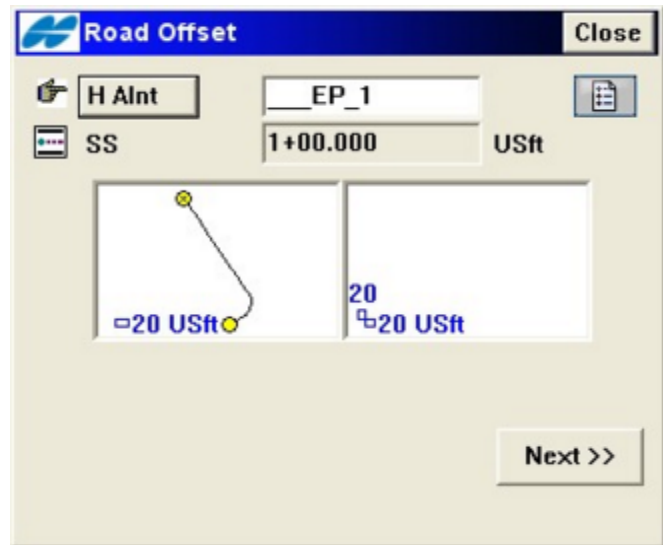 Road Offset Close
H Alnt ___EP_1
SS 1+00.000 USft
20 USft
20
20 USft
Next >>